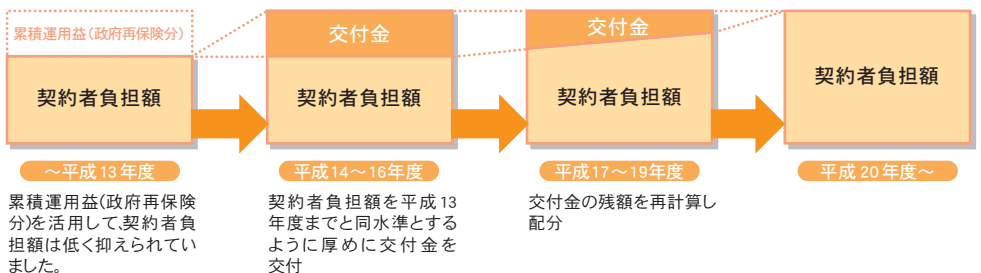 累積運用益(政府再保険分)
契約者負担額
～平成13年度
累積運用益(政府再保険
分)を活用して、契約者負
担額は低く抑えられてい
ました。
交付金
契約者負担額
平成14～16年度
契約者負担額を平成13
年度までと同水準とする
ように厚めに交付金を
交付
交付金
契約者負担額
平成17～19年度
交付金の残額を再計算し
配分
契約者負担額
平成20年度～